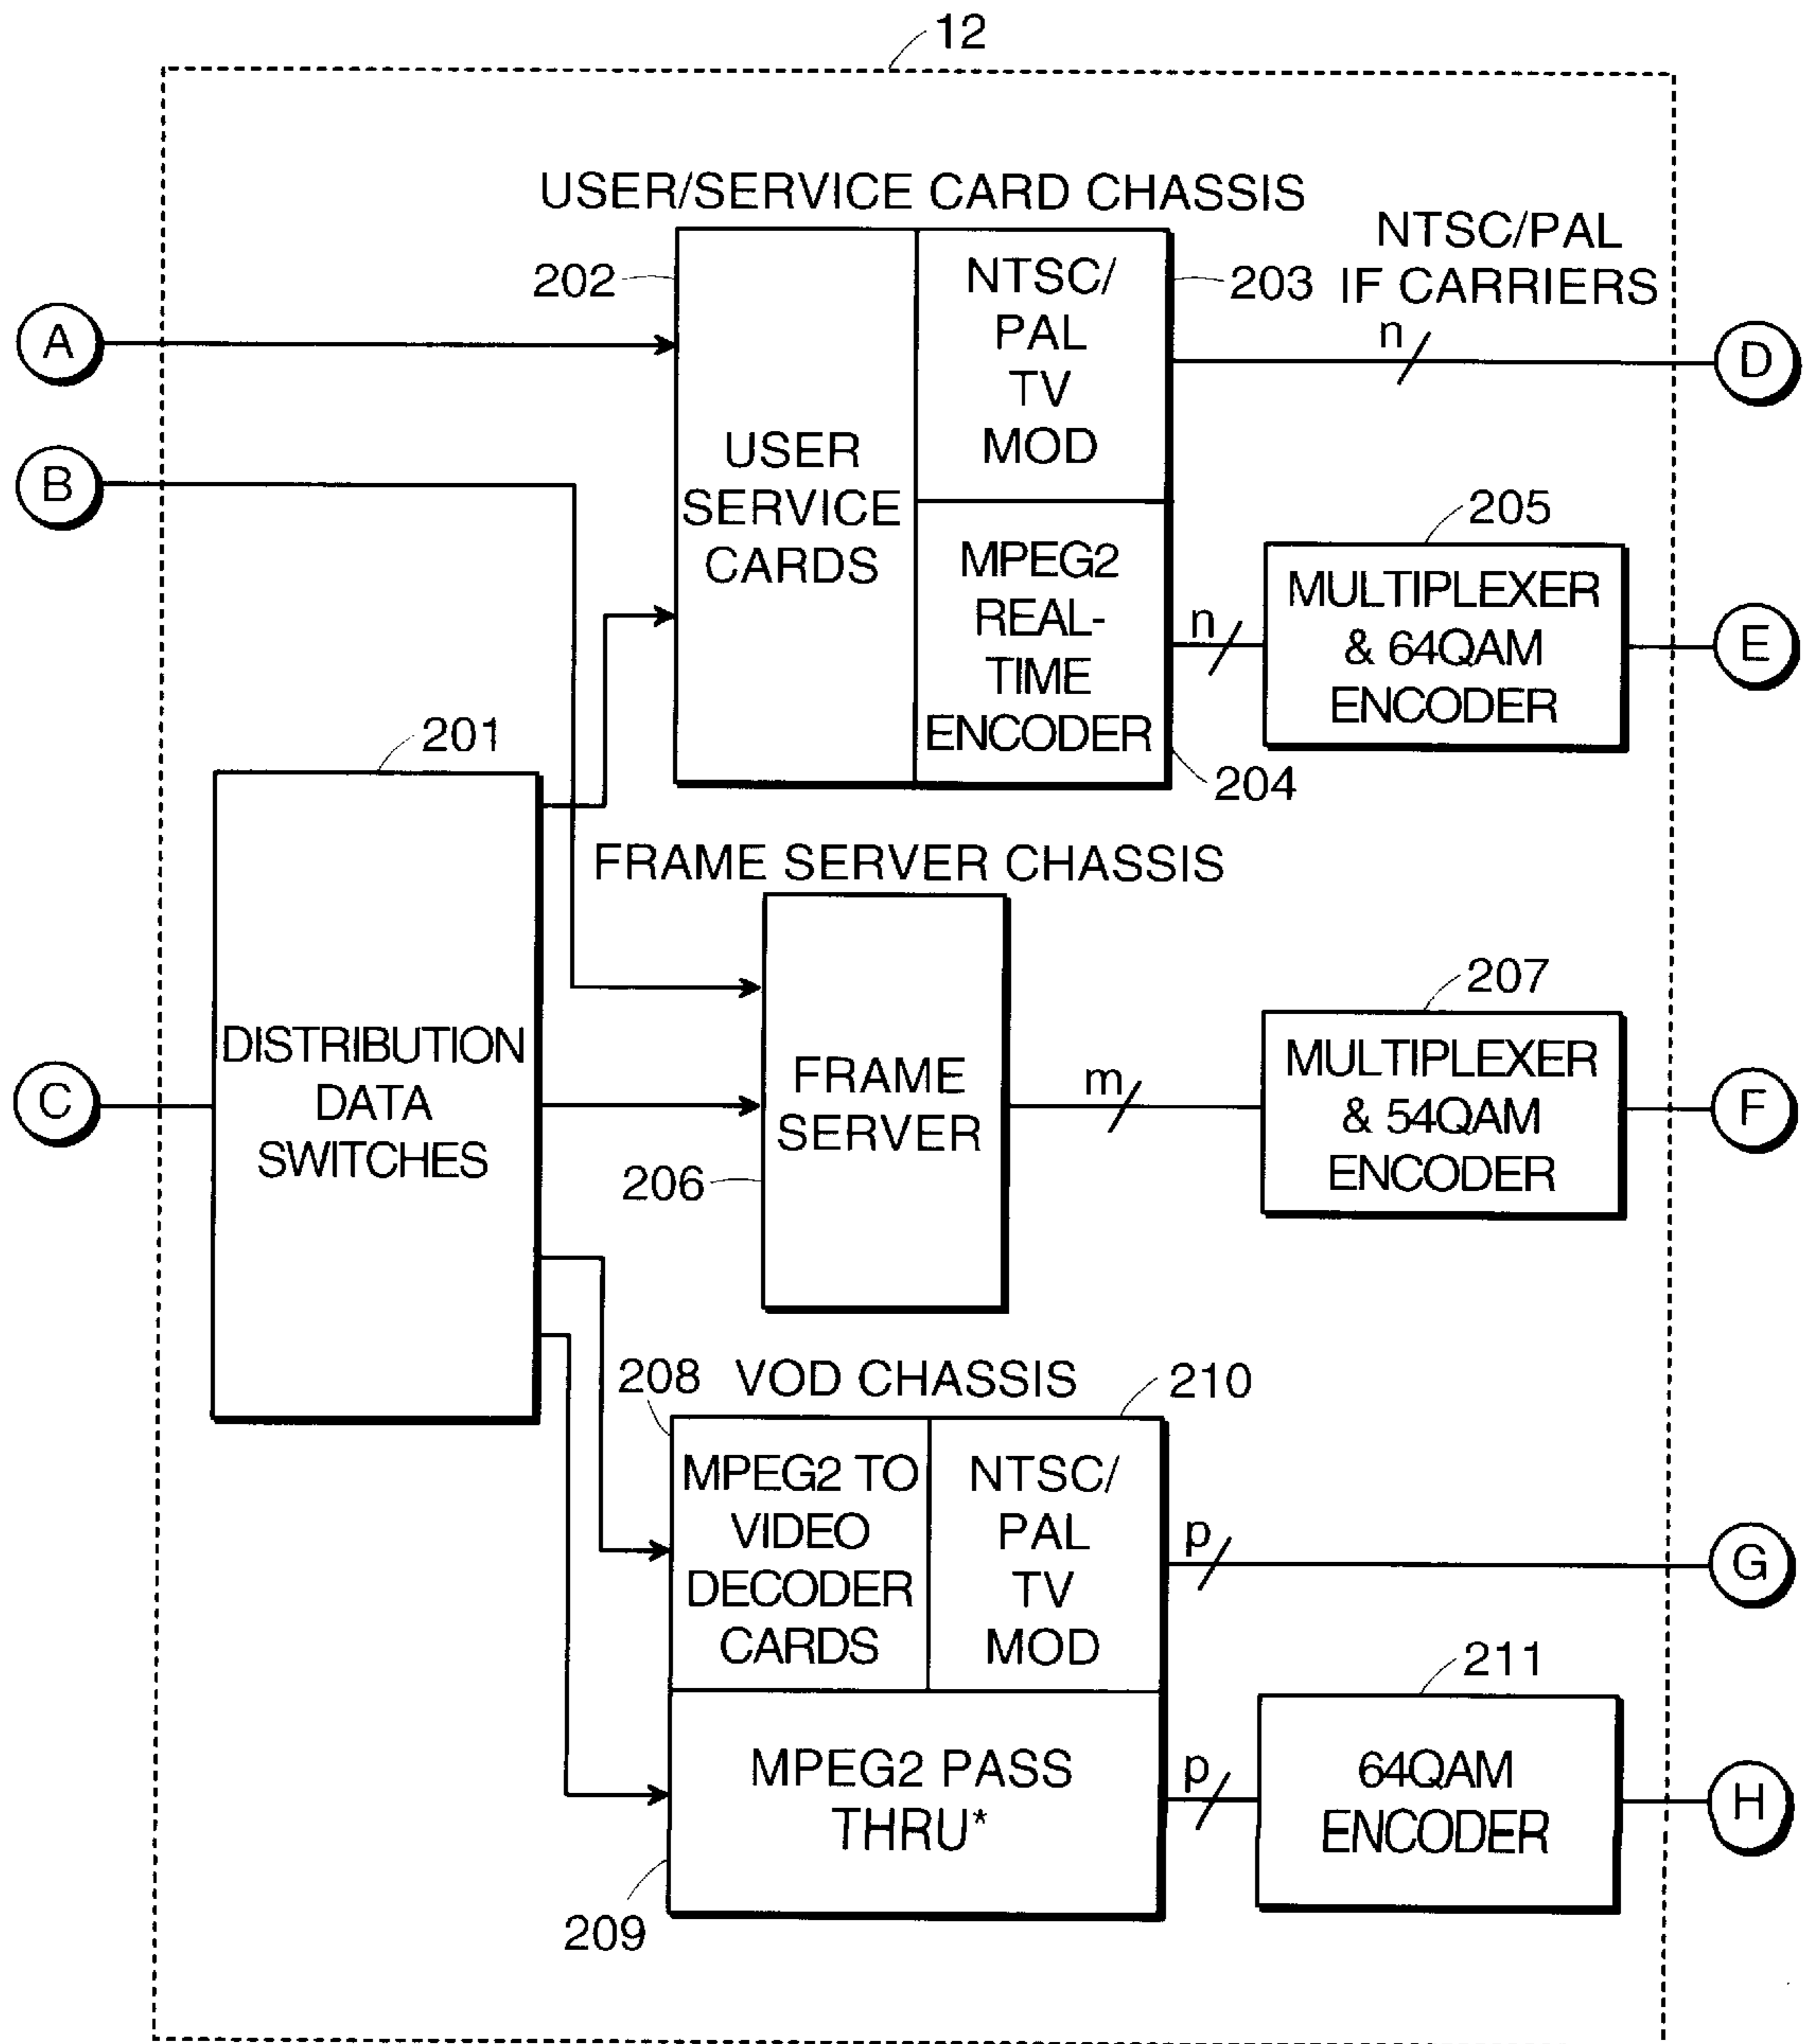 12
USER/SERVICE CARD CHASSIS
NTSC/PAL
IF CARRIERS
202
203
NTSC/
PAL
TV
MOD
n
A
D
B
USER
SERVICE
CARDS
MPEG2
REAL-
TIME
ENCODER
204
n
205
MULTIPLEXER
& 64QAM
ENCODER
E
201
DISTRIBUTION
DATA
SWITCHES
C
FRAME SERVER CHASSIS
FRAME
SERVER
206
m
207
MULTIPLEXER
& 54QAM
ENCODER
F
208
VOD CHASSIS
210
MPEG2 TO
VIDEO
DECODER
CARDS
NTSC/
PAL
TV
MOD
p
G
MPEG2 PASS
THRU*
209
p
211
64QAM
ENCODER
H